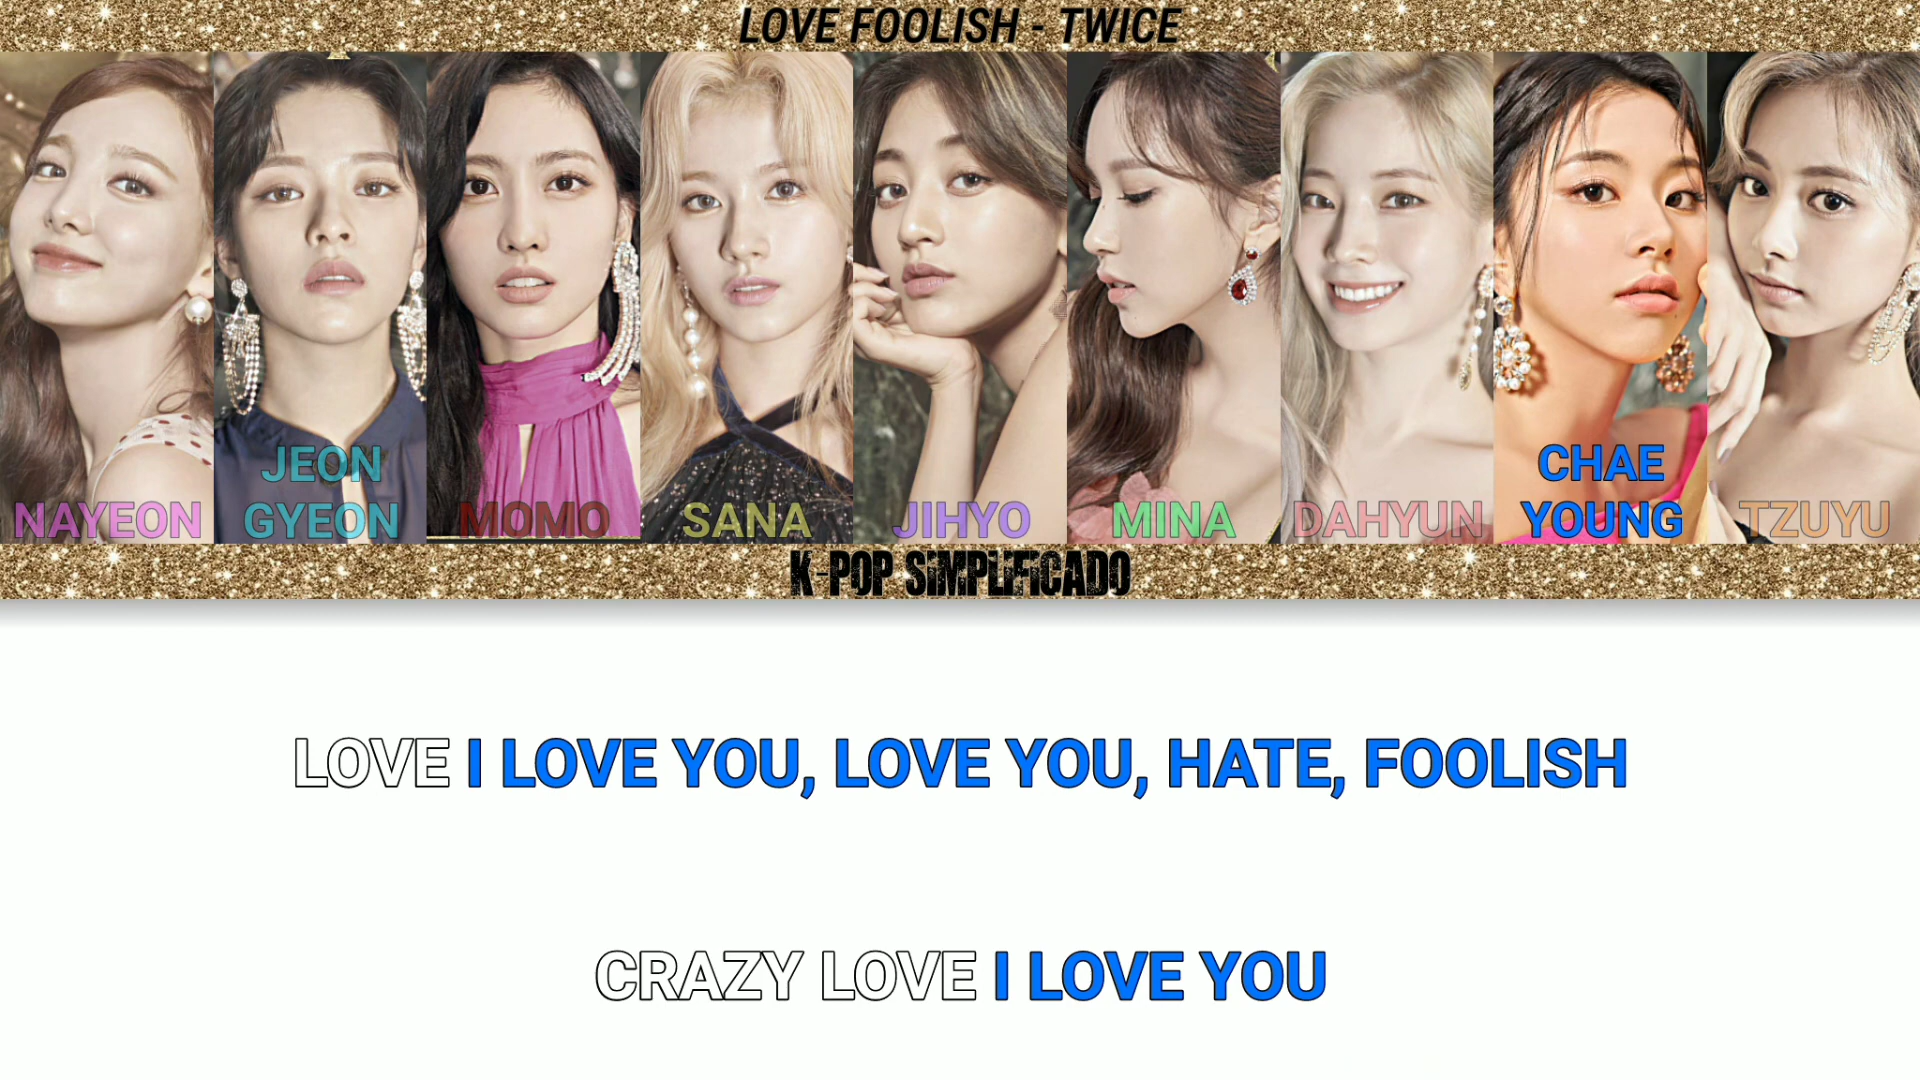 LOVE FOOLISH - TWICE
NAYEON
JEON
GYEON
MOMO
SANA
JIHYO
MINA
DAHYUN
CHAE
YOUNG
TZUYU
K-POP SiMPLiFiCADO
LOVE I LOVE YOU, LOVE YOU, HATE, FOOLISH
CRAZY LOVE I LOVE YOU